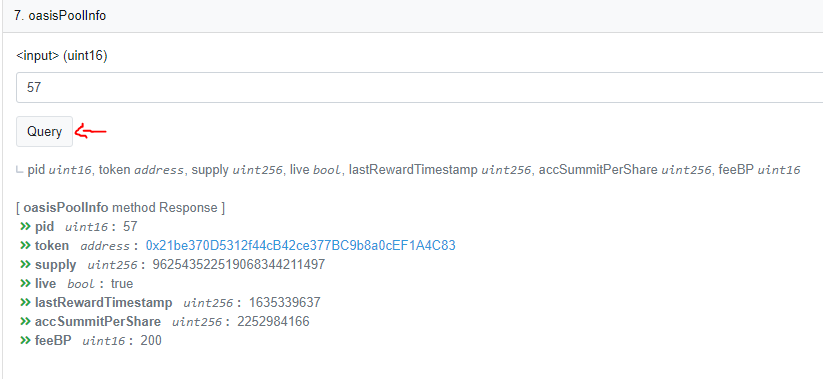 7. oasisPoolInfo
<input> (uint16)
57
Query
pid uint16, token address, supply uint256, live bool, lastRewardTimestamp uint256, accSummitPerShare uint256, feeBP uint16
[ oasisPoolInfo method Response ]
>> pid uint16 : 57
>> token address : 0x21be370D5312f44cB42ce377BC9b8a0cEF1A4C83
>> supply uint256 : 962543522519068344211497
>> live bool : true
>> lastRewardTimestamp uint256 : 1635339637
>> accSummitPerShare uint256 : 2252984166
>> feeBP uint16 : 200